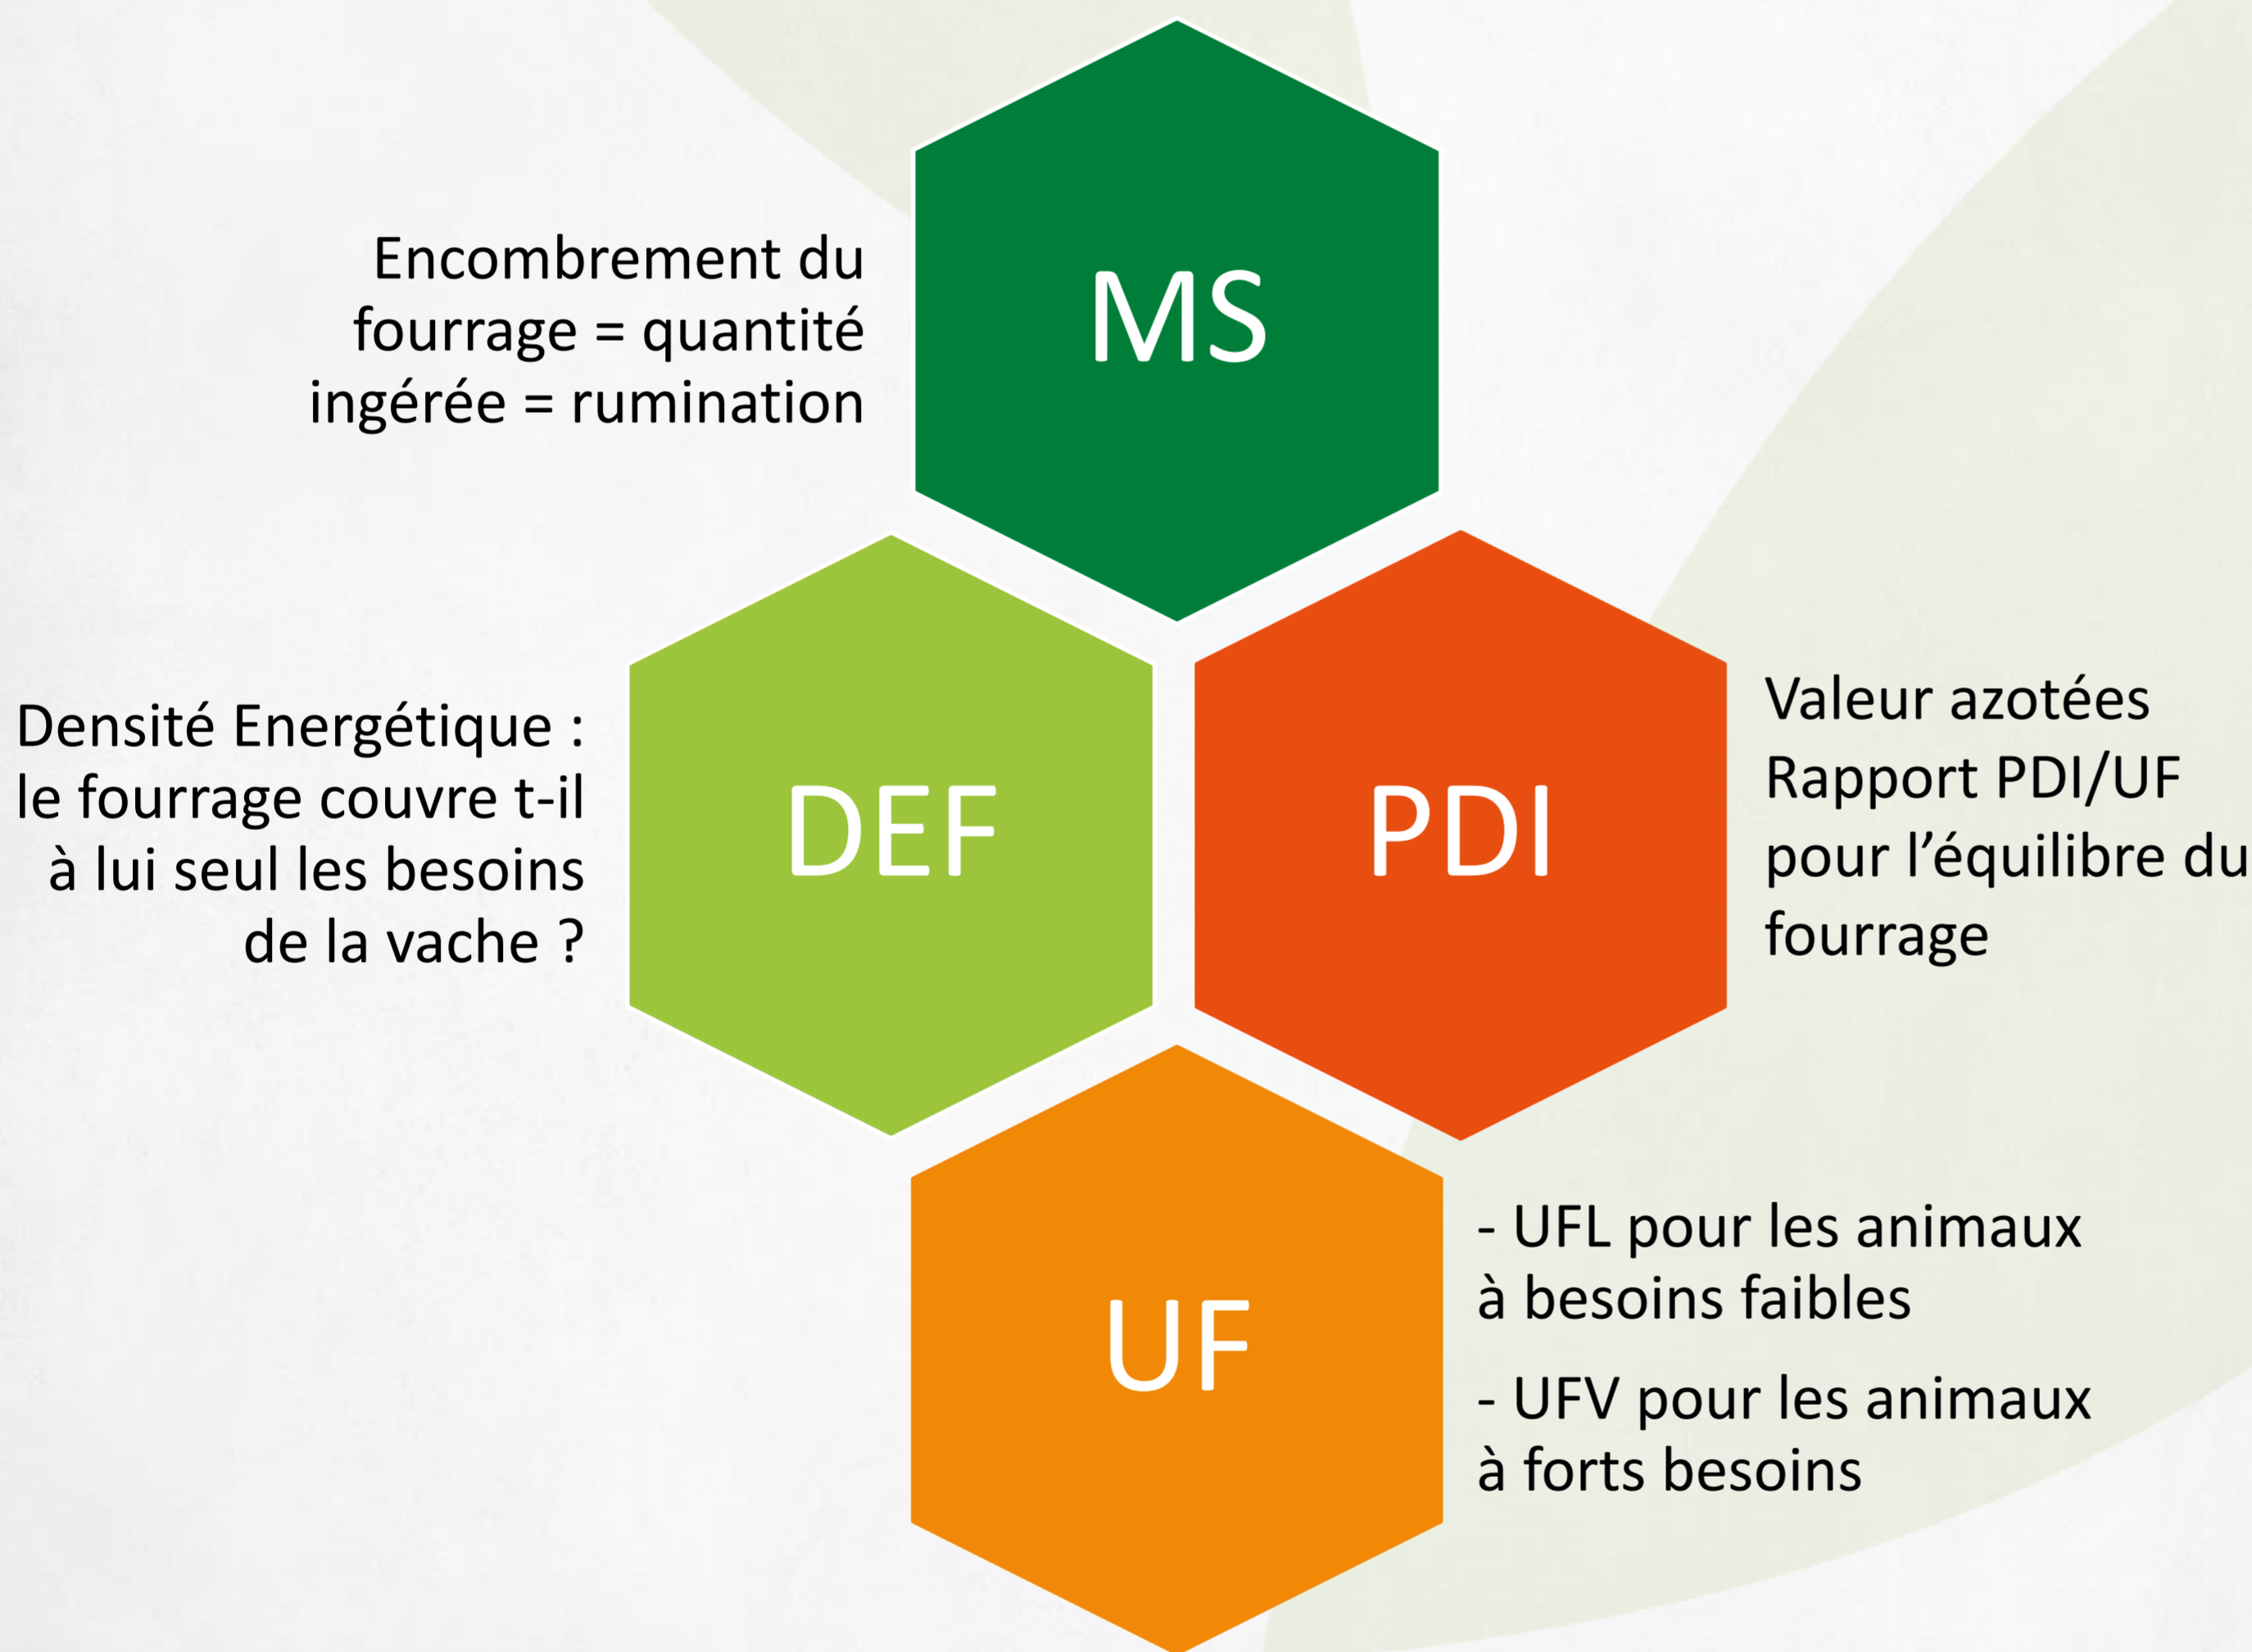 MS
Encombrement du
fourrage = quantité
ingérée = rumination
DEF
Densité Energétique :
le fourrage couvre t-il
à lui seul les besoins
de la vache ?
PDI
Valeur azotées
Rapport PDI/UF
pour l’équilibre du
fourrage
UF
- UFL pour les animaux
à besoins faibles
- UFV pour les animaux
à forts besoins